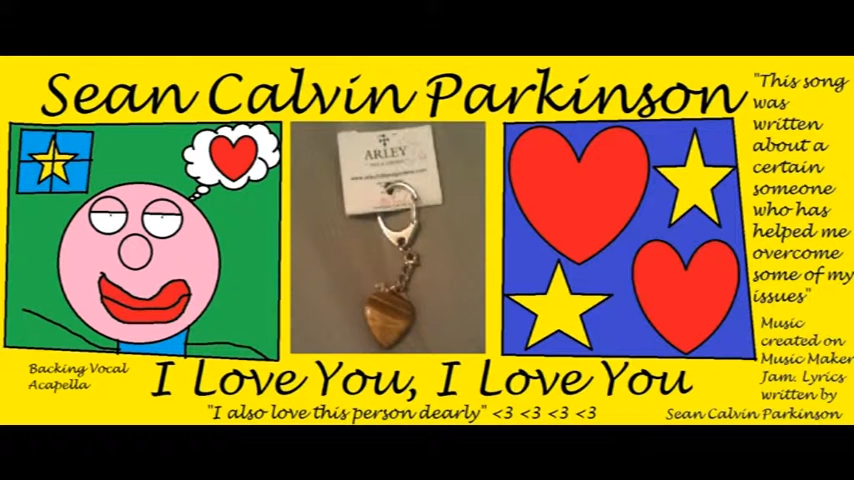 Sean Calvin Parkinson
"This song
was
written
about a
certain
someone
who has
helped me
overcome
some of my
issues"
ARLEY
Music
created on
Music Maker
Jam. Lyrics
written by
Sean Calvin Parkinson
Backing Vocal
Acapella
I Love You, I Love You
"I also love this person dearly" <3 <3 <3 <3